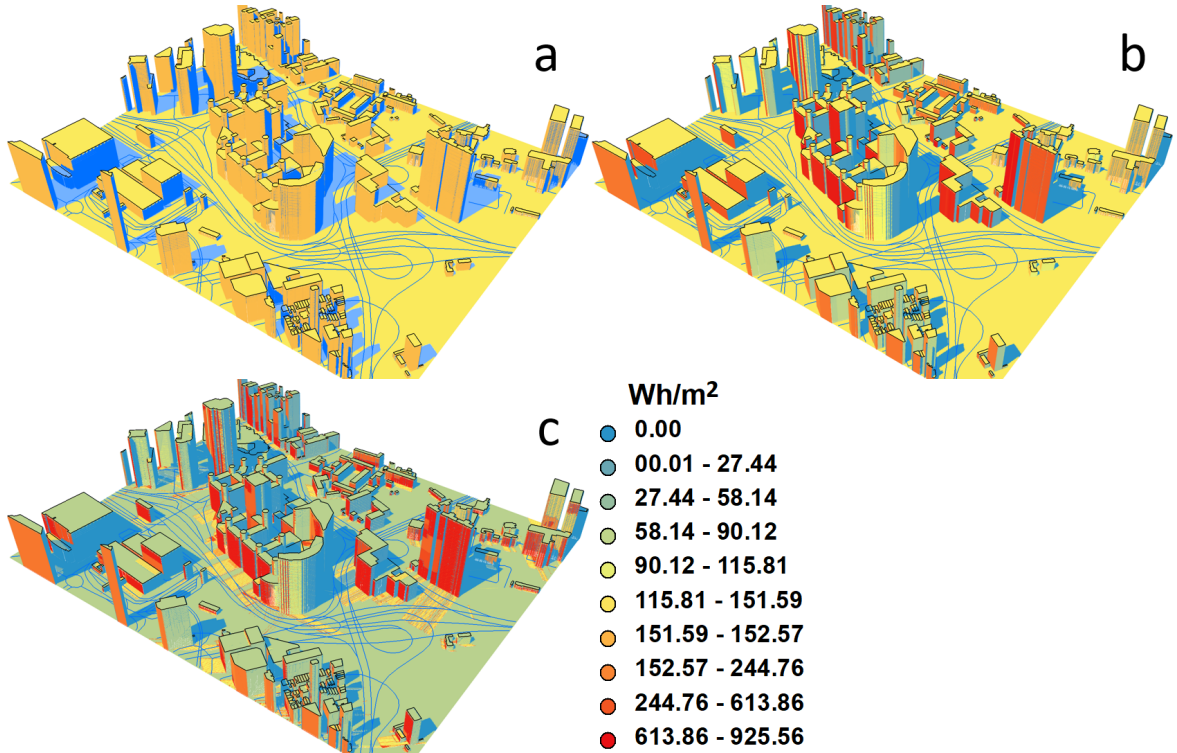 a
b
c
Wh/m²
0.00
00.01 - 27.44
27.44 - 58.14
58.14 - 90.12
90.12 - 115.81
115.81 - 151.59
151.59 - 152.57
152.57 - 244.76
244.76 - 613.86
613.86 - 925.56